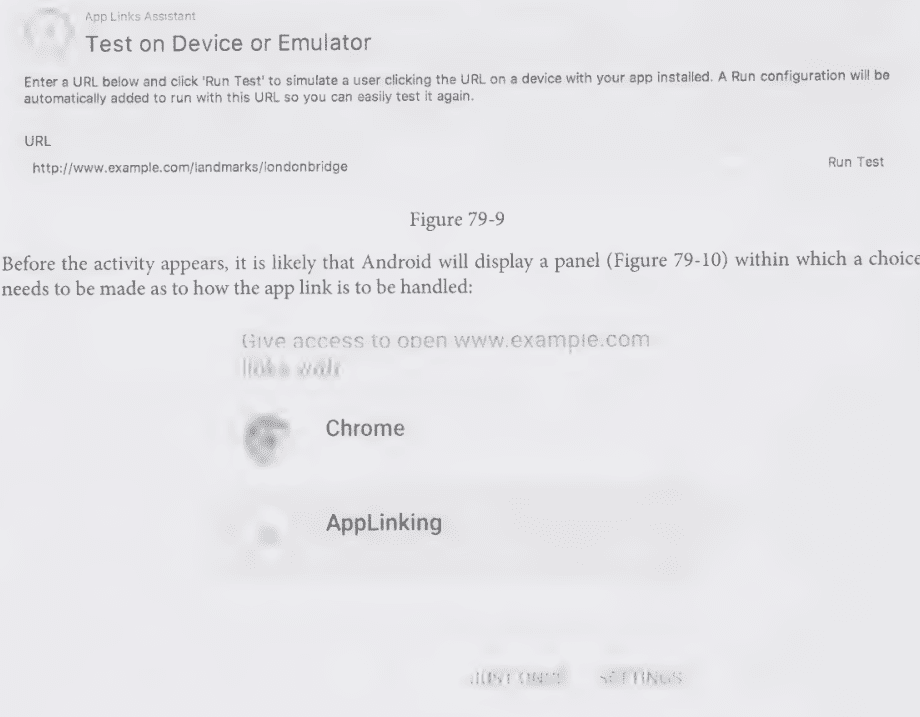 App Links Assistant
Test on Device or Emulator
Enter a URL below and click 'Run Test' to simulate a user clicking the URL on a device with your app installed. A Run configuration will be
automatically added to run with this URL so you can easily test it again.
URL
http://www.example.com/landmarks/londonbridge
Run Test
Figure 79-9
Before the activity appears, it is likely that Android will display a panel (Figure 79-10) within which a choice
needs to be made as to how the app link is to be handled:
Give access to open www.example.com
Chrome
AppLinking
JUST ONCE SETTINGS